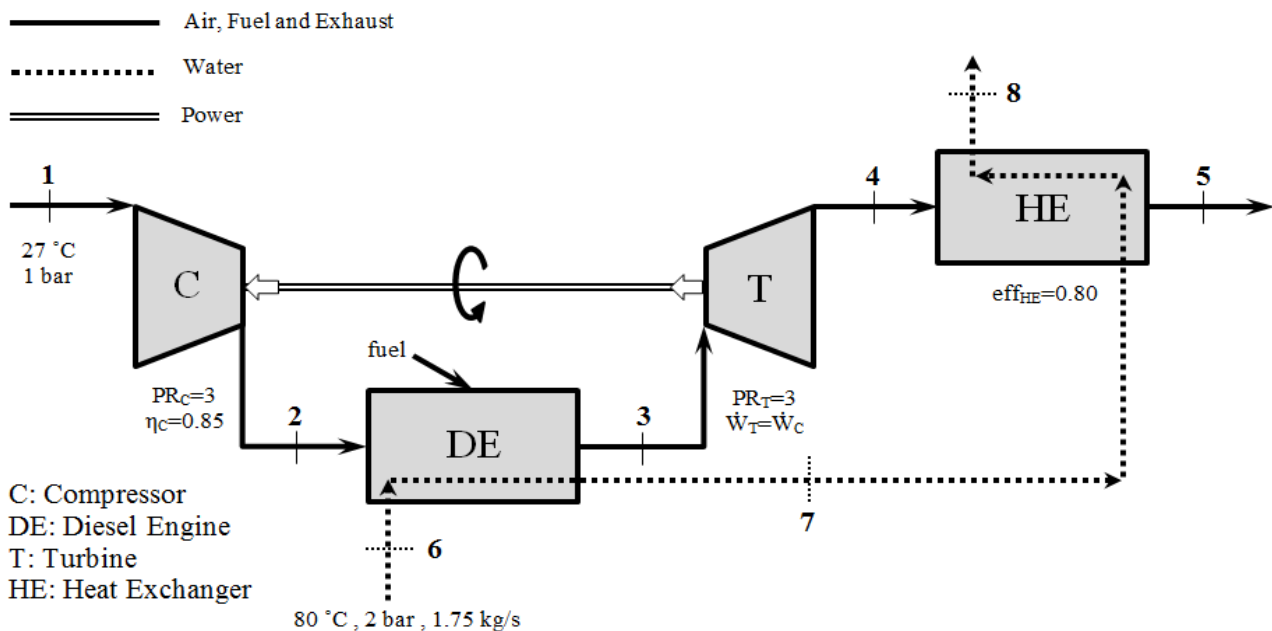 Air, Fuel and Exhaust
Water
Power
8
1
4
5
HE
27 ˚C
1 bar
C
T
eff_HE=0.80
fuel
PR_C=3
η_C=0.85
2
3
PR_T=3
Ẇ_T=Ẇ_C
DE
C: Compressor
DE: Diesel Engine
T: Turbine
HE: Heat Exchanger
7
6
80 ˚C , 2 bar , 1.75 kg/s